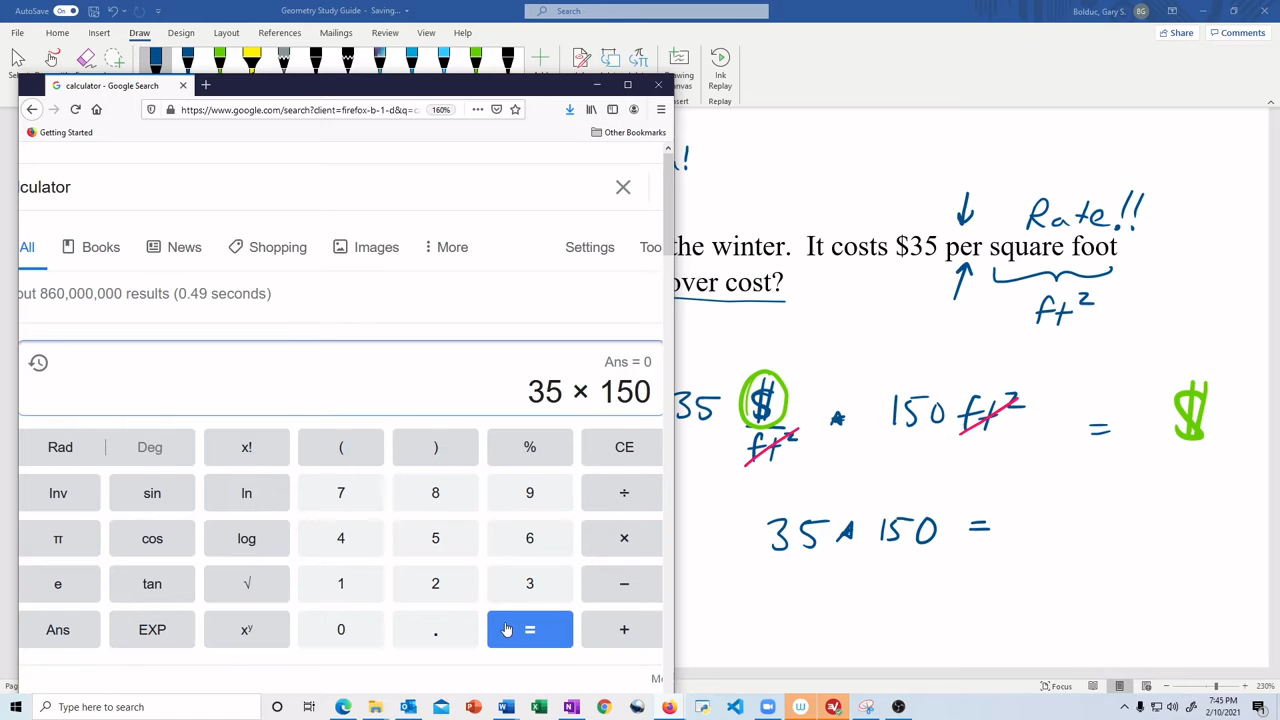 AutoSave On Geometry Study Guide - Saving... Search Bolduc, Gary S. BG
File Home Insert Draw Design Layout References Mailings Review View Help Share Comments
Drawing Canvas Ink Replay
Insert Replay
calculator - Google Search
https://www.google.com/search?client=firefox-b-1-d&q=c 160%
Getting Started Other Bookmarks
culator
All Books News Shopping Images More Settings Too
out 860,000,000 results (0.49 seconds)
Ans = 0
35 × 150
Rad Deg x! ( ) % CE
Inv sin ln 7 8 9 ÷
π cos log 4 5 6 ×
e tan √ 1 2 3 −
Ans EXP xʸ 0 . = +
!
Rate!!
the winter. It costs $35 per square foot
over cost?
ft²
35 $/ft² * 150 ft² = $
35 * 150 =
Focus 230%
Type here to search
7:45 PM
2/10/2021